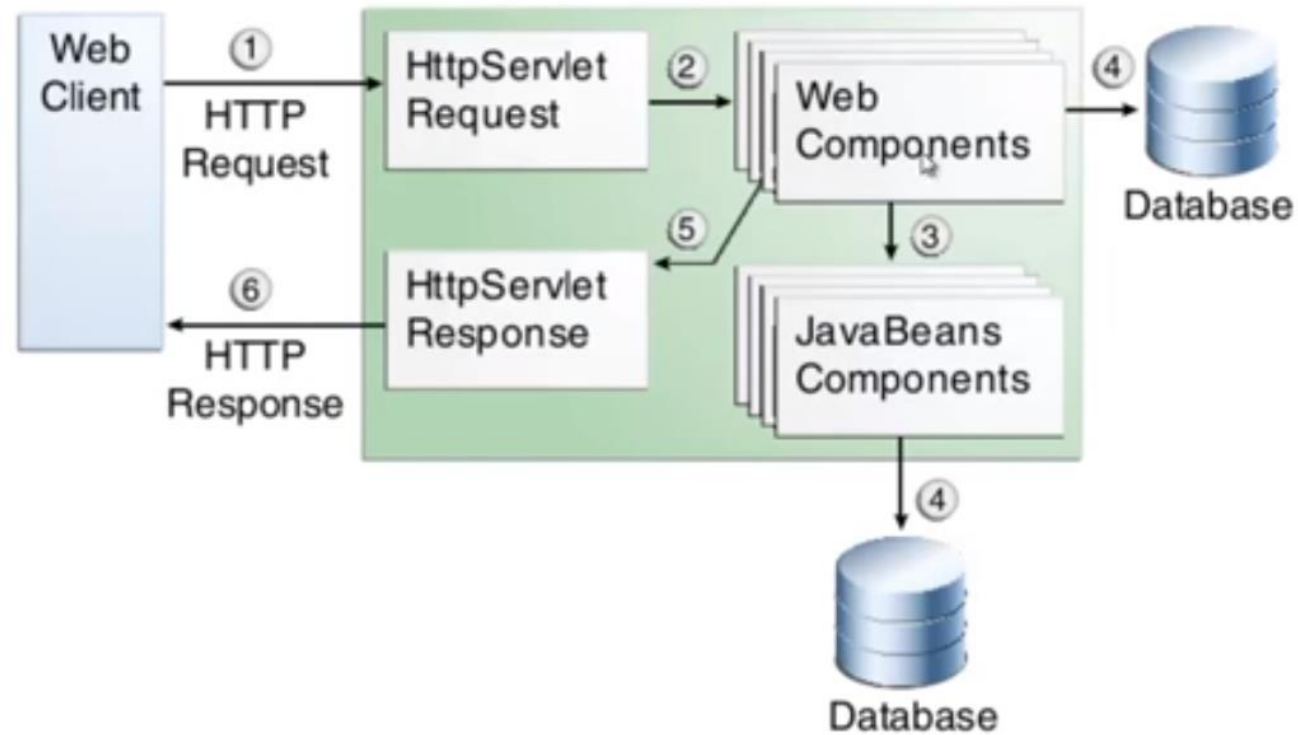 Web
Client
1
HTTP
Request
HttpServlet
Request
2
Web
Components
4
Database
3
5
HttpServlet
Response
6
HTTP
Response
JavaBeans
Components
4
Database